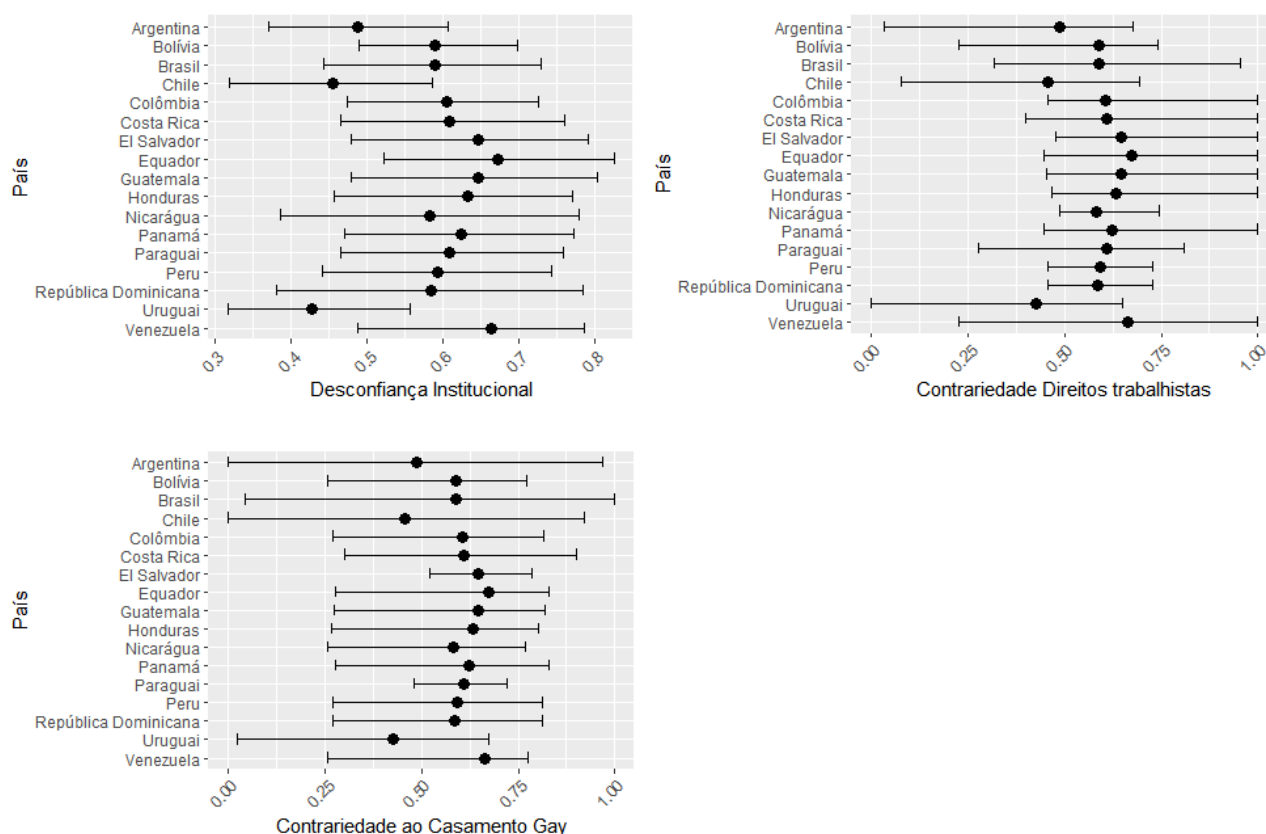 Argentina
Bolívia
Brasil
Chile
Colômbia
Costa Rica
El Salvador
Equador
Guatemala
Honduras
Nicarágua
Panamá
Paraguai
Peru
República Dominicana
Uruguai
Venezuela
País
0.3 0.4 0.5 0.6 0.7 0.8
Desconfiança Institucional
Argentina
Bolívia
Brasil
Chile
Colômbia
Costa Rica
El Salvador
Equador
Guatemala
Honduras
Nicarágua
Panamá
Paraguai
Peru
República Dominicana
Uruguai
Venezuela
País
0.00 0.25 0.50 0.75 1.00
Contrariedade Direitos trabalhistas
Argentina
Bolívia
Brasil
Chile
Colômbia
Costa Rica
El Salvador
Equador
Guatemala
Honduras
Nicarágua
Panamá
Paraguai
Peru
República Dominicana
Uruguai
Venezuela
País
0.00 0.25 0.50 0.75 1.00
Contrariedade ao Casamento Gay